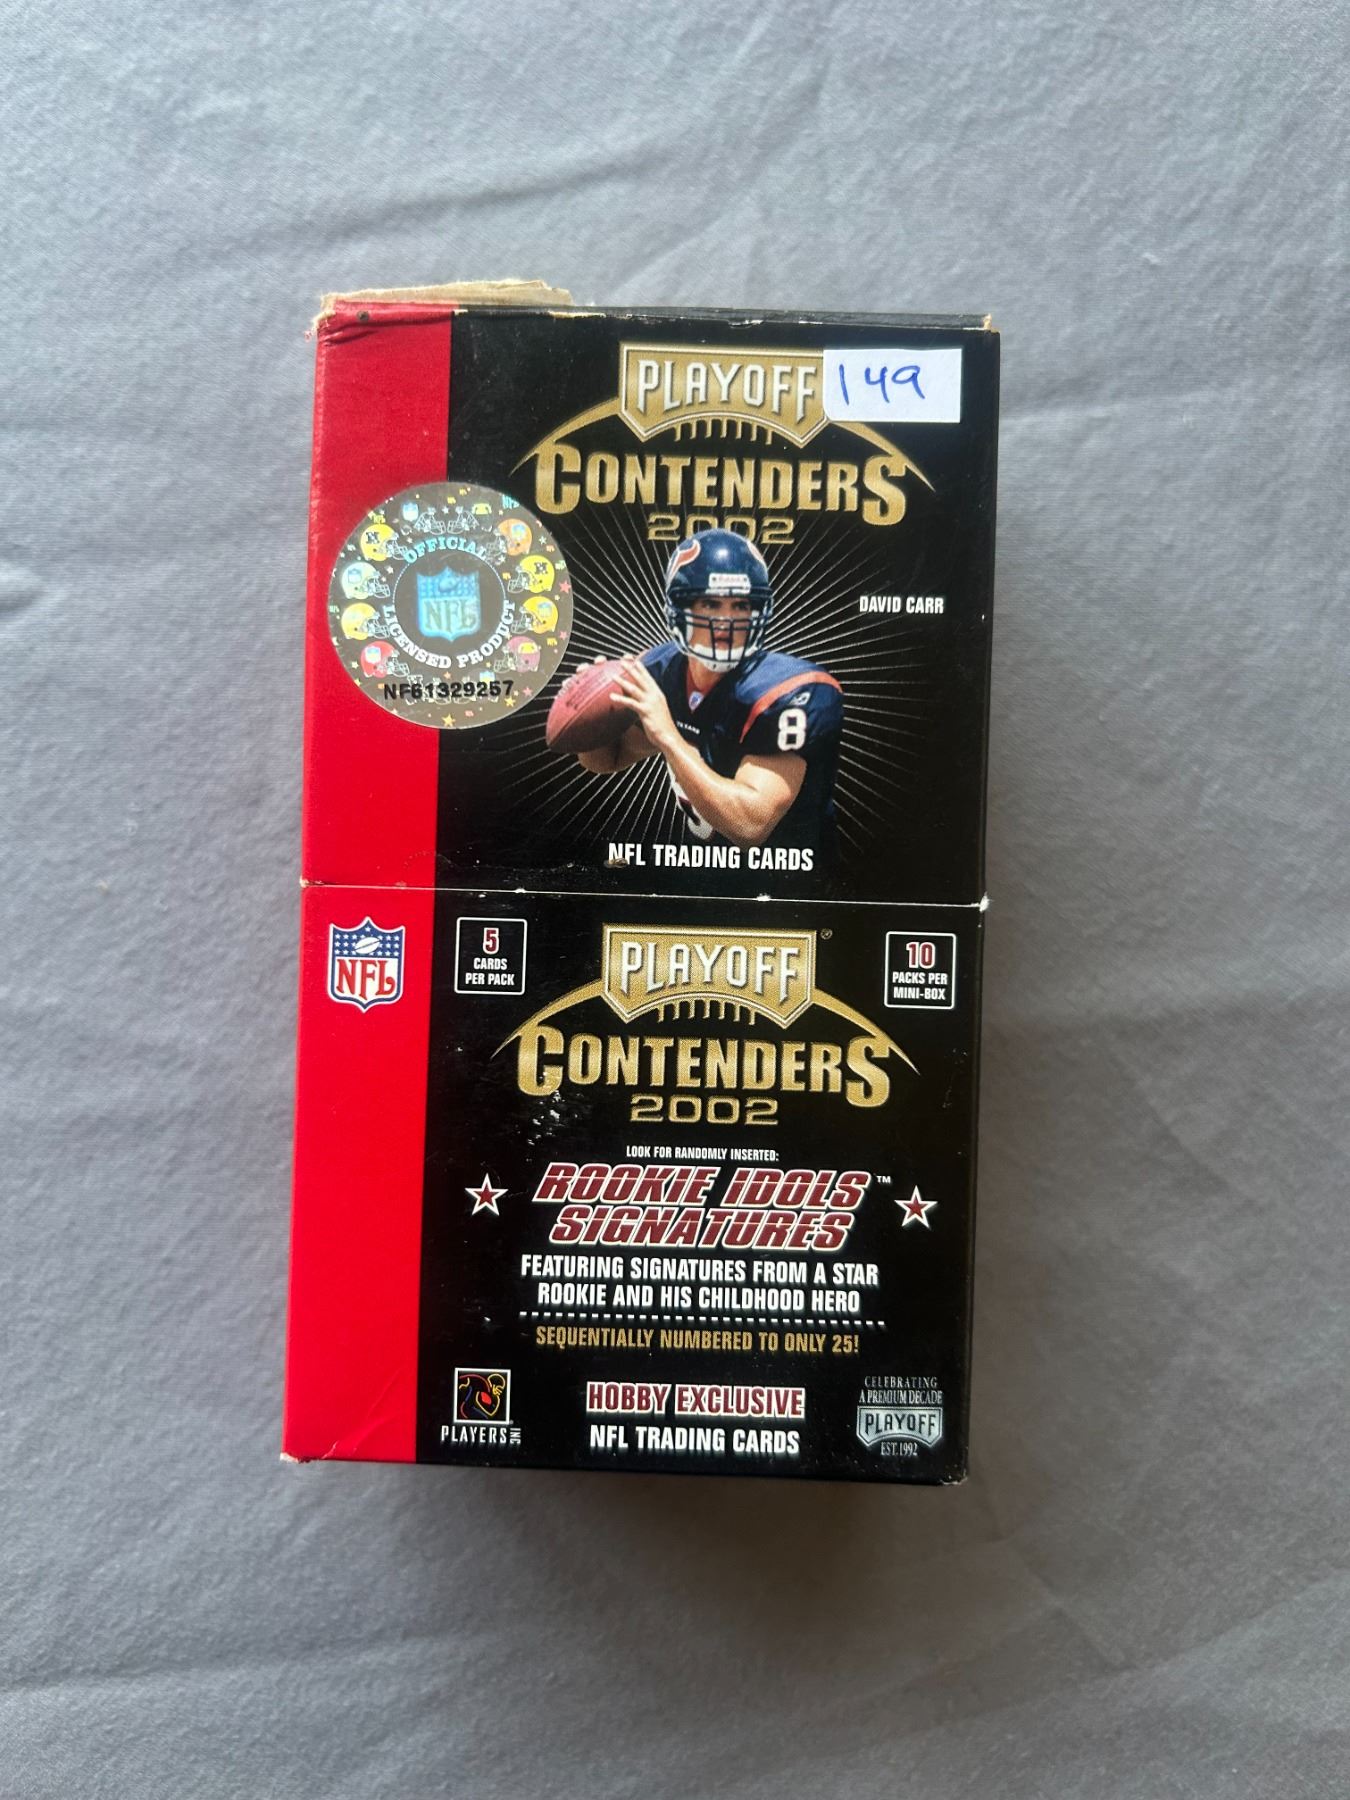 PLAYOFF
149
CONTENDERS
2002
OFFICIAL
NFL
LICENSED PRODUCT
NF61329257
DAVID CARR
Riddell
TEXANS
8
NFL TRADING CARDS
NFL
5
CARDS
PER PACK
PLAYOFF®
10
PACKS PER
MINI-BOX
CONTENDERS
2002
LOOK FOR RANDOMLY INSERTED:
ROOKIE IDOLS™
SIGNATURES
FEATURING SIGNATURES FROM A STAR
ROOKIE AND HIS CHILDHOOD HERO
SEQUENTIALLY NUMBERED TO ONLY 25!
PLAYERS INC
HOBBY EXCLUSIVE
NFL TRADING CARDS
CELEBRATING
A PREMIUM DECADE
PLAYOFF
EST.1992